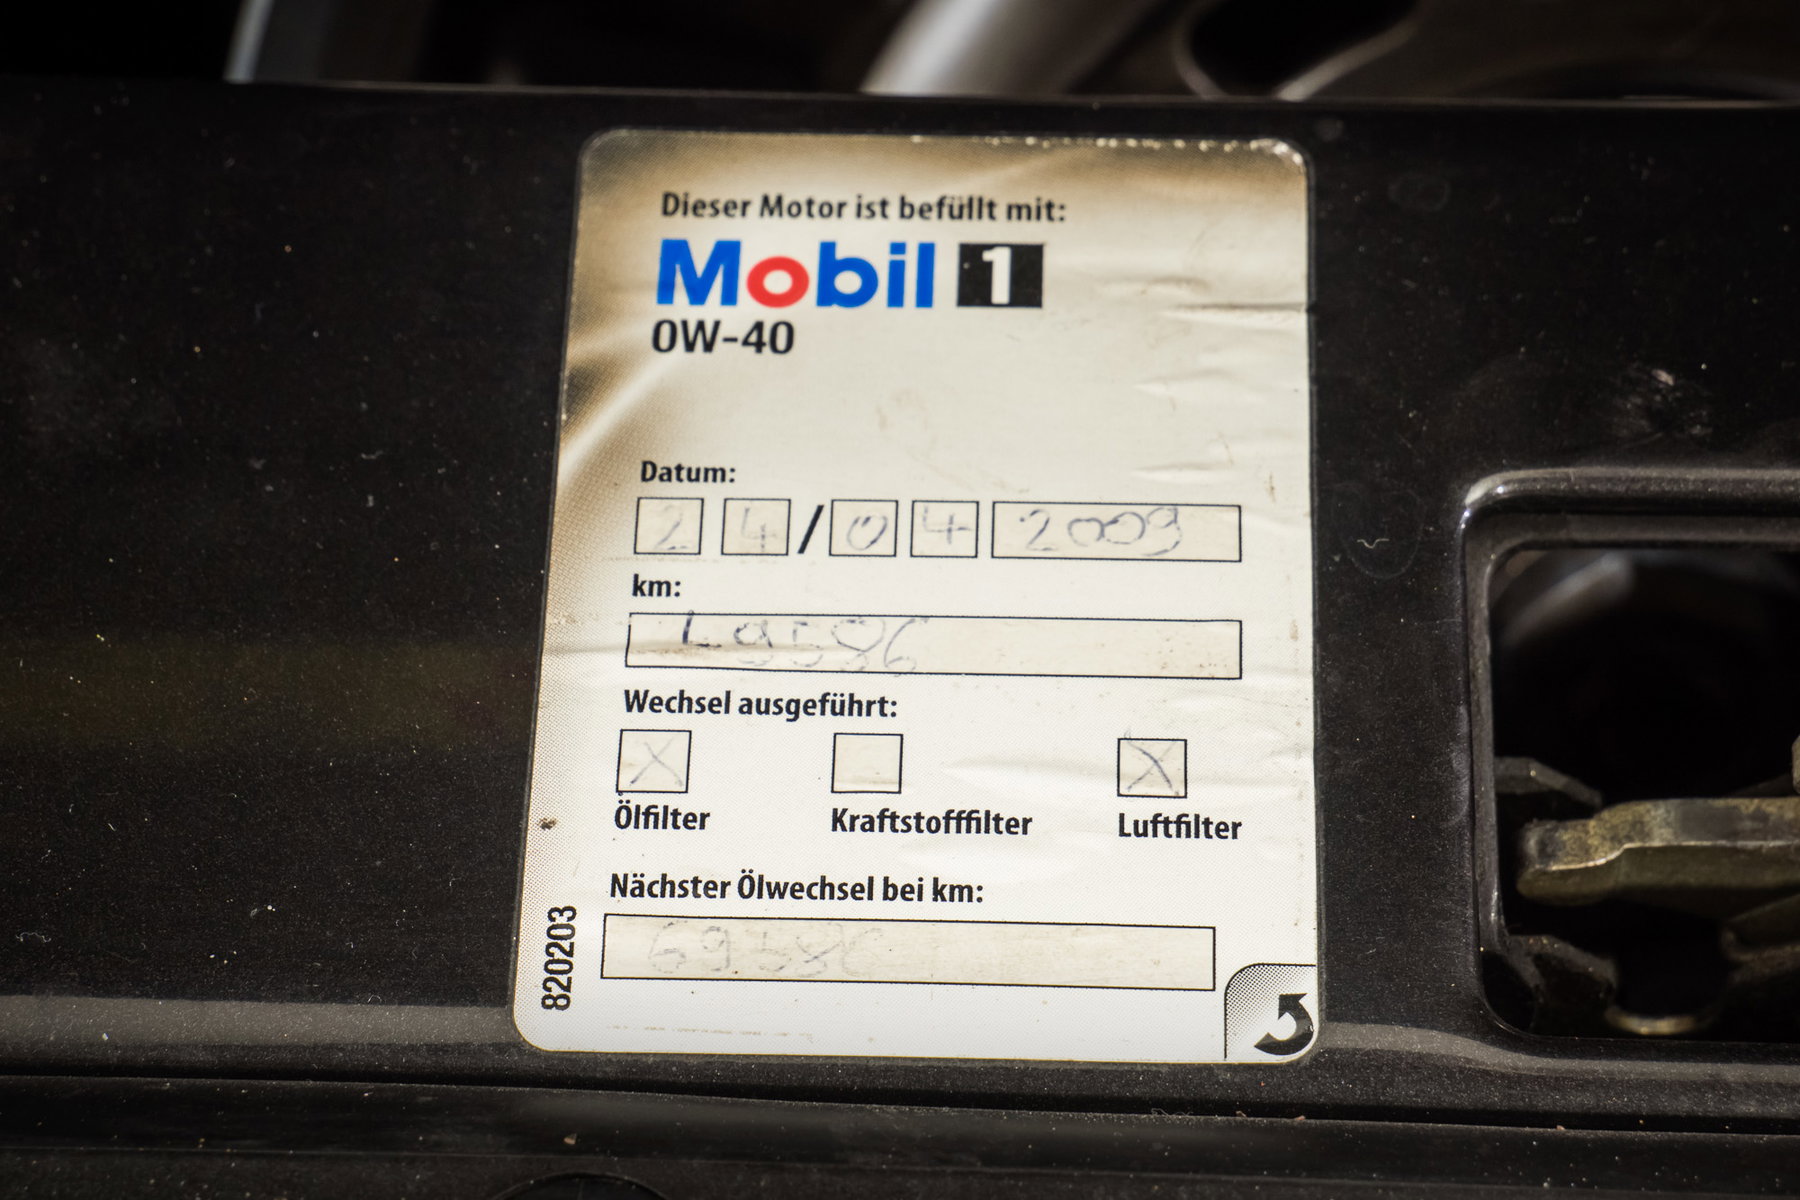 Dieser Motor ist befüllt mit:
Mobil 1
0W-40
Datum:
24/04 2009
km:
Wechsel ausgeführt:
X X
Ölfilter Kraftstofffilter Luftfilter
Nächster Ölwechsel bei km:
820203